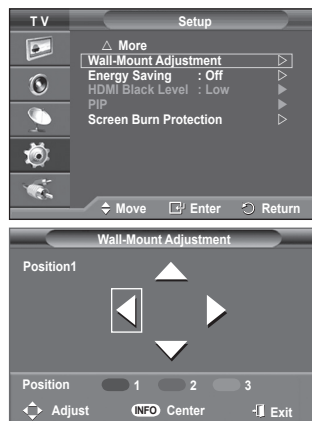 T V Setup
△ More
Wall-Mount Adjustment
Energy Saving : Off
HDMI Black Level : Low
PIP
Screen Burn Protection
Move Enter Return
Wall-Mount Adjustment
Position1
Position 1 2 3
Adjust INFO Center Exit